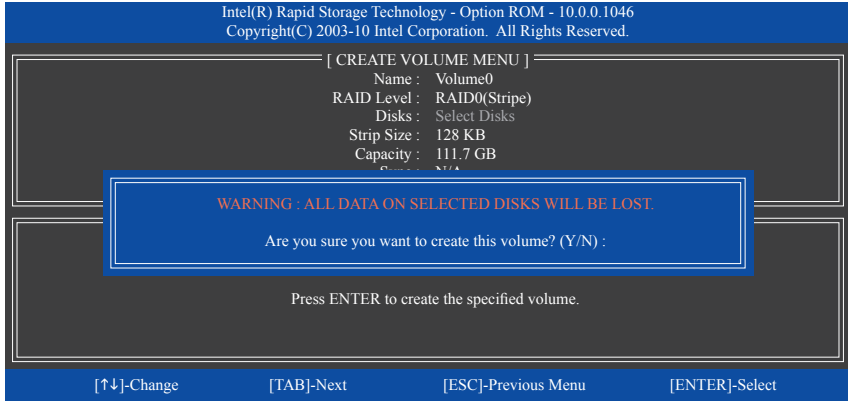 Intel(R) Rapid Storage Technology - Option ROM - 10.0.0.1046
Copyright(C) 2003-10 Intel Corporation. All Rights Reserved.
[ CREATE VOLUME MENU ]
Name : Volume0
RAID Level : RAID0(Stripe)
Disks : Select Disks
Strip Size : 128 KB
Capacity : 111.7 GB
N/A
WARNING : ALL DATA ON SELECTED DISKS WILL BE LOST.
Are you sure you want to create this volume? (Y/N) :
Press ENTER to create the specified volume.
[↑↓]-Change [TAB]-Next [ESC]-Previous Menu [ENTER]-Select